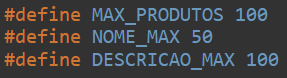 #define MAX_PRODUTOS 100
#define NOME_MAX 50
#define DESCRICAO_MAX 100